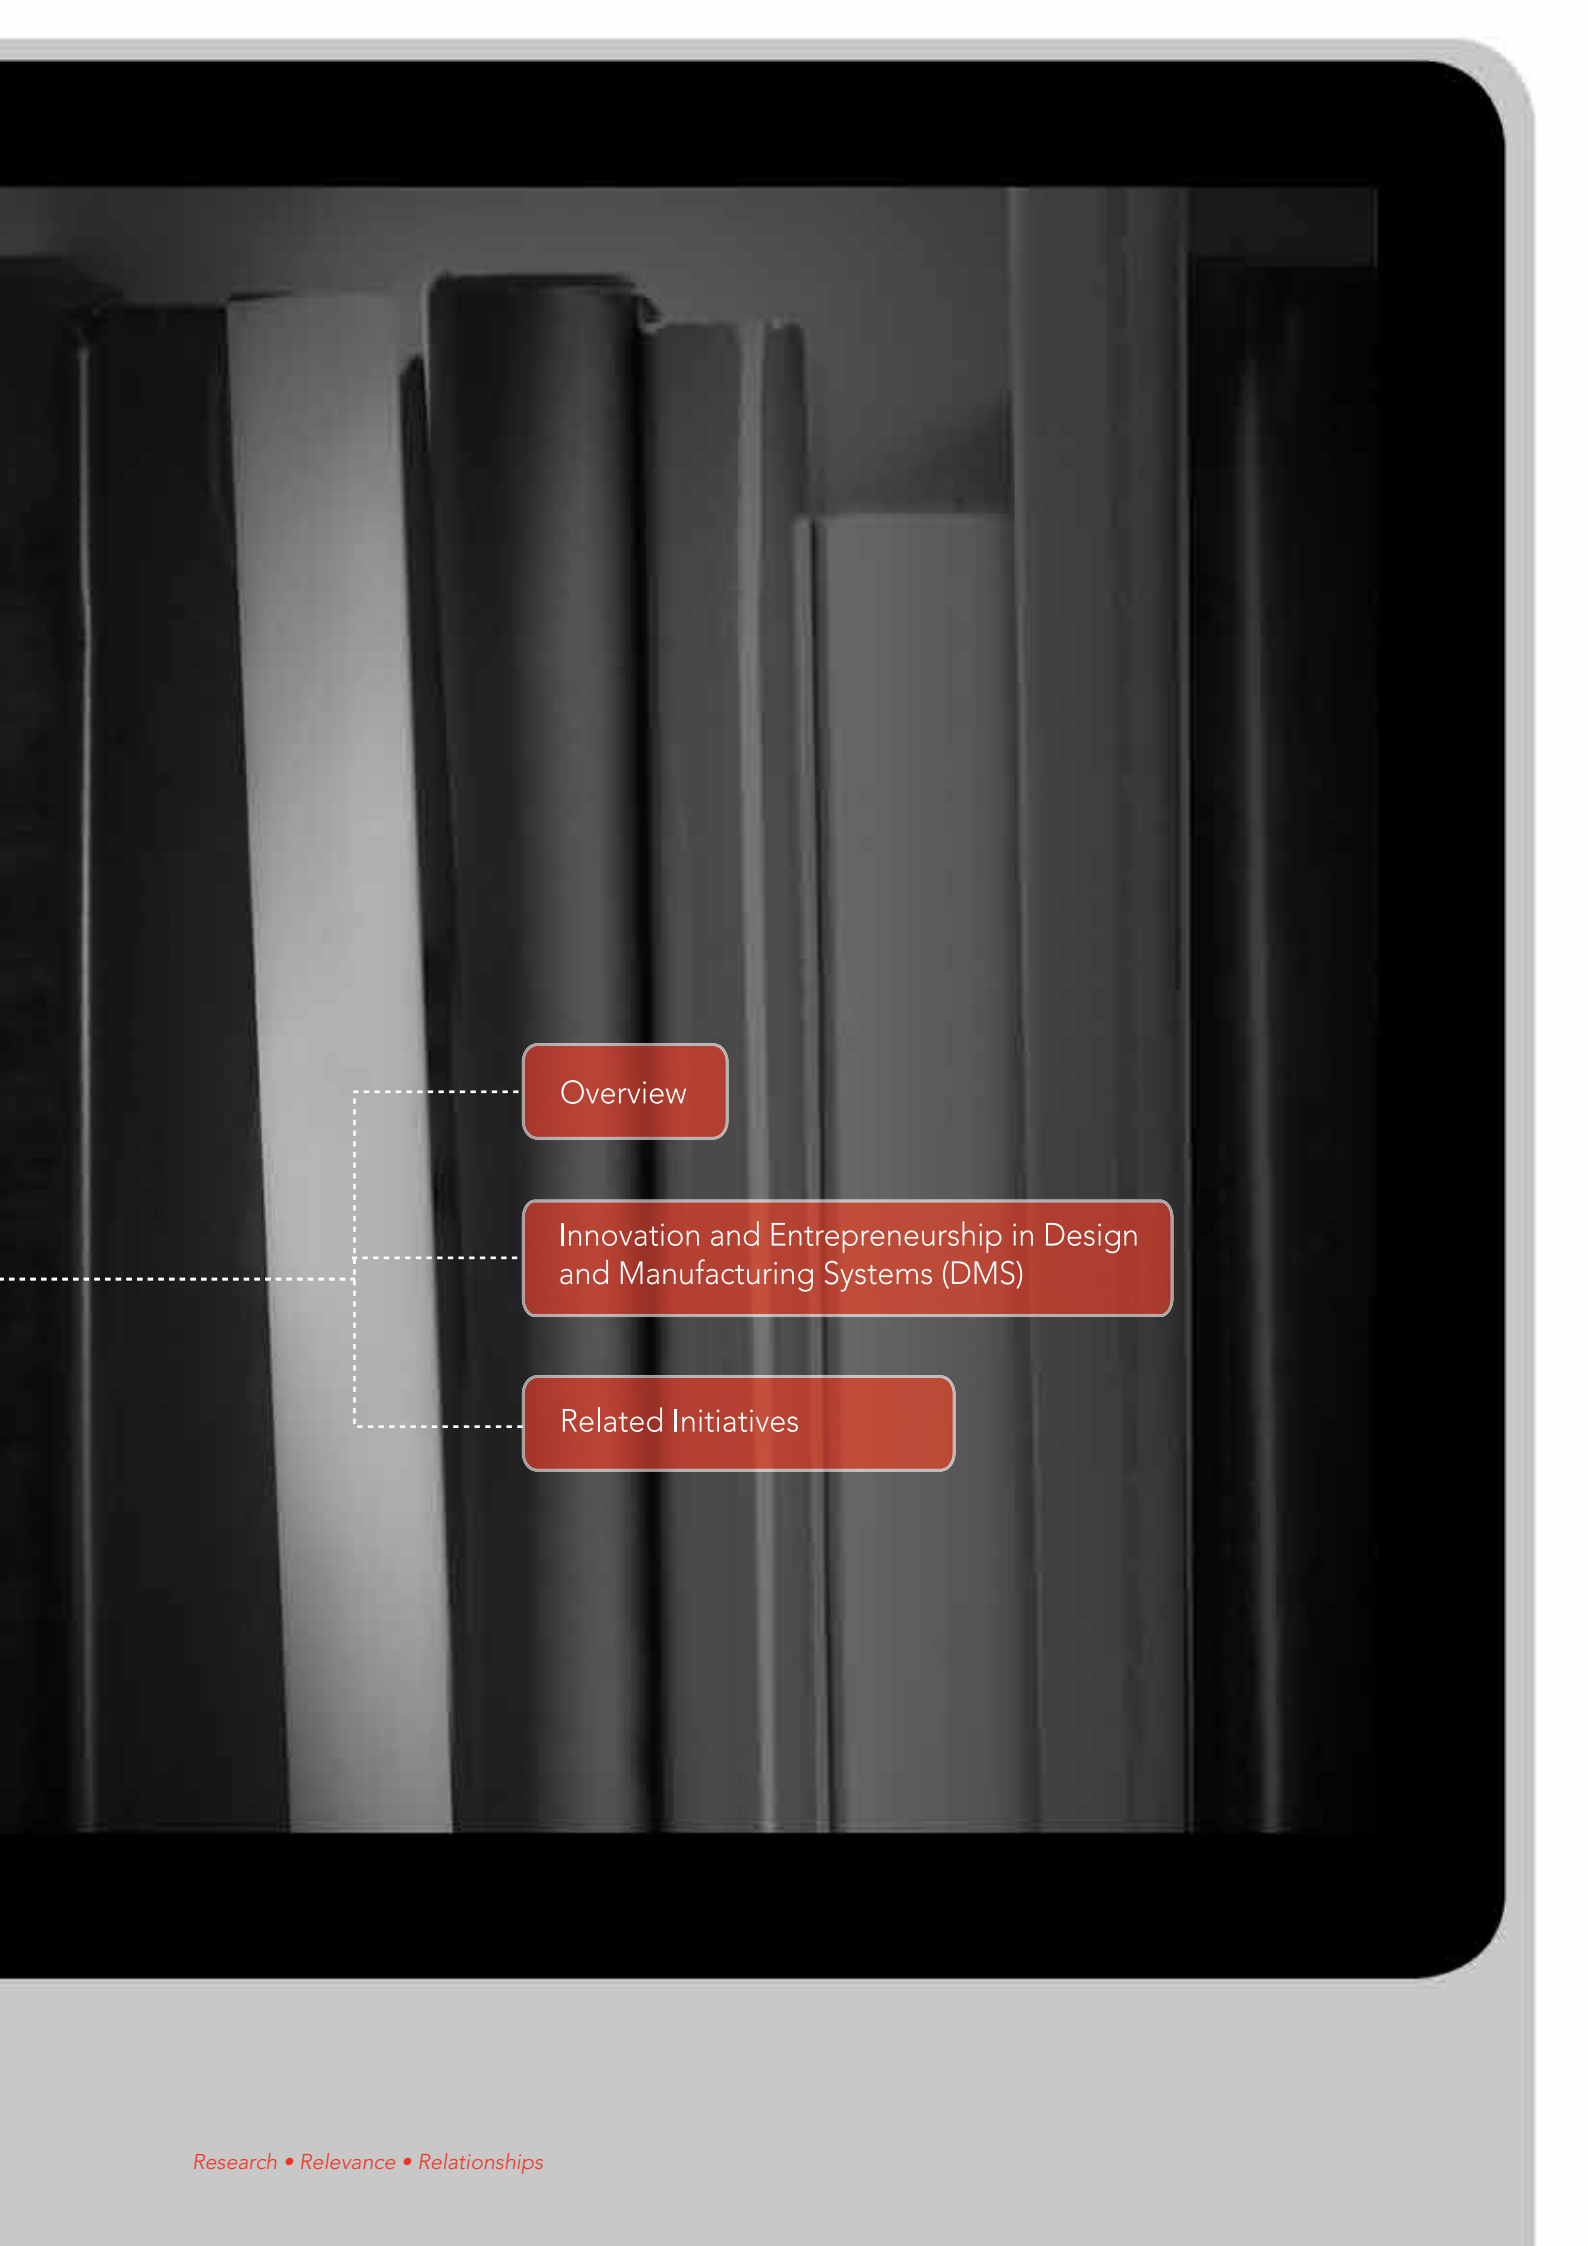 Overview
Innovation and Entrepreneurship in Design
and Manufacturing Systems (DMS)
Related Initiatives
Research • Relevance • Relationships